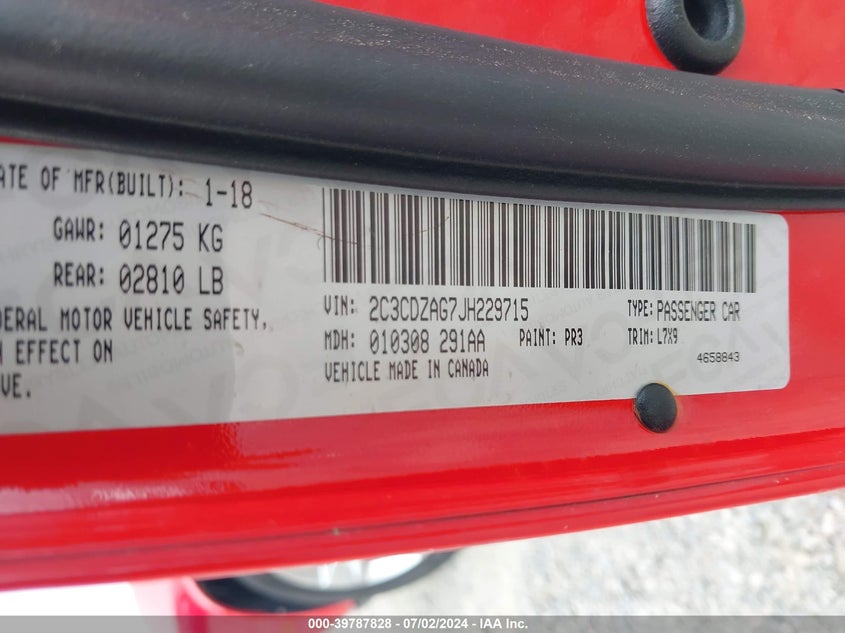 ATE OF MFR(BUILT): 1-18
GAWR: 01275 KG
REAR: 02810 LB
DERAL MOTOR VEHICLE SAFETY,
EFFECT ON
VE.
VIN: 2C3CDZAG7JH229715
TYPE: PASSENGER CAR
MDH: 010308 291AA
PAINT: PR3
TRIM: L7X9
VEHICLE MADE IN CANADA
4658843
000-39787828 - 07/02/2024 - IAA Inc.